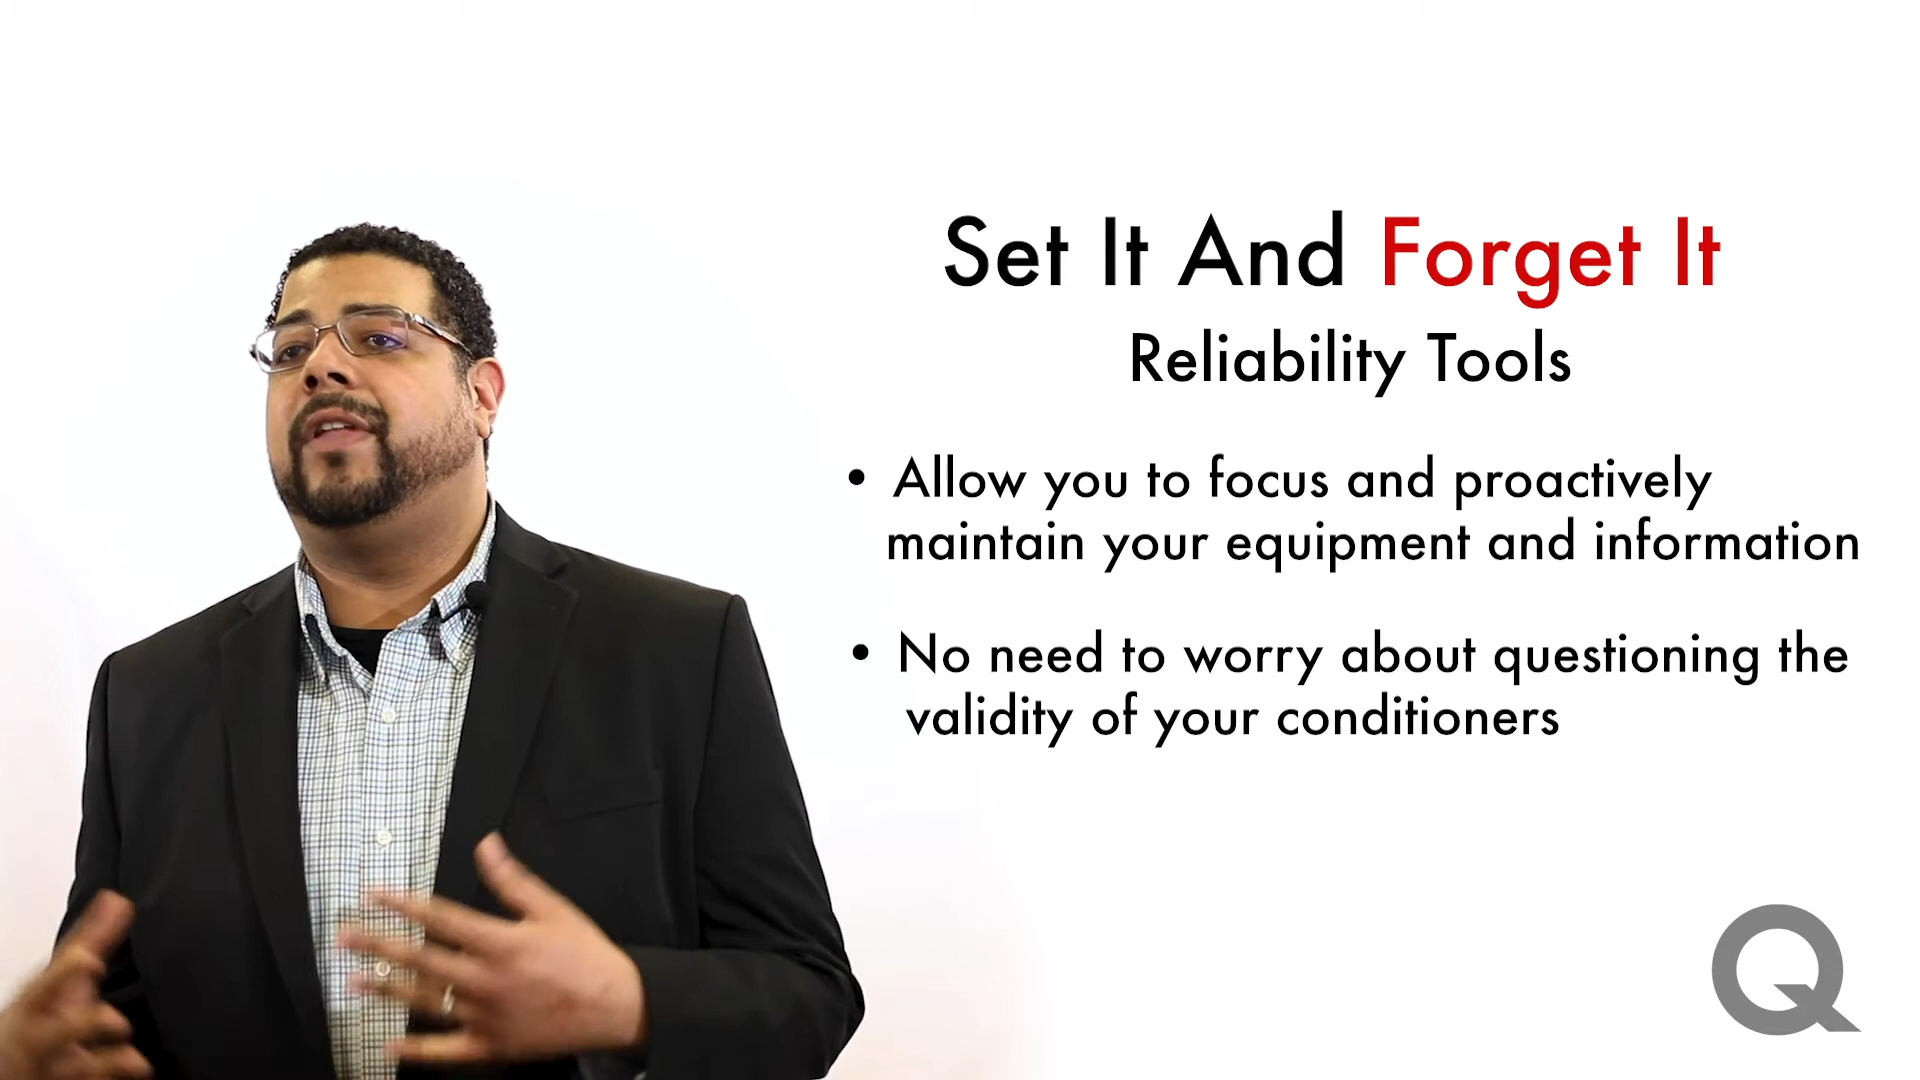 Set It And Forget It
Reliability Tools
• Allow you to focus and proactively
maintain your equipment and information
• No need to worry about questioning the
validity of your conditioners
Q